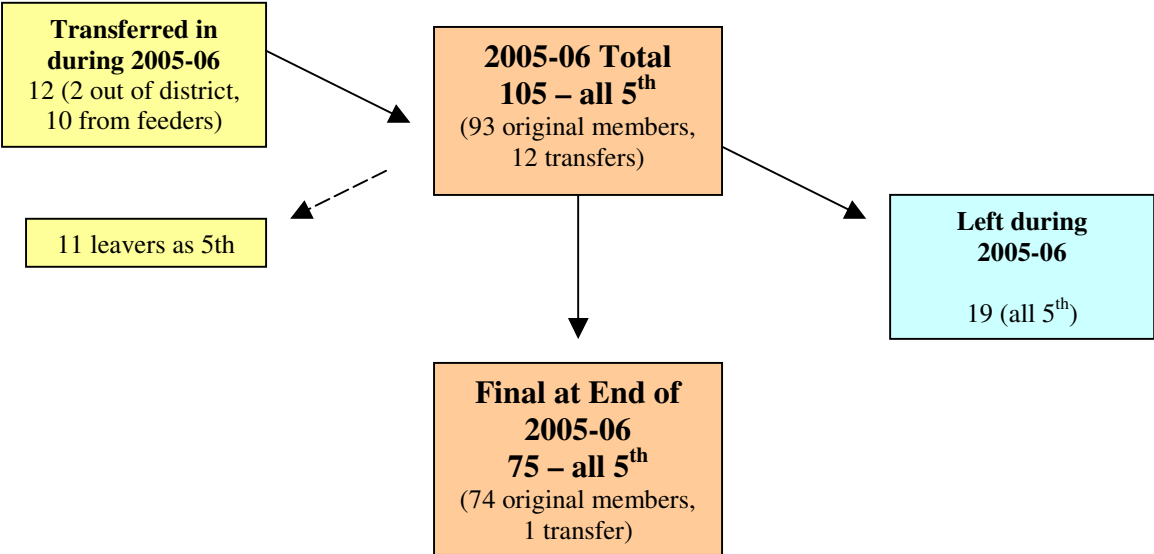 Transferred in
during 2005-06
12 (2 out of district,
10 from feeders)
2005-06 Total
105 – all 5th
(93 original members,
12 transfers)
11 leavers as 5th
Left during
2005-06
19 (all 5th)
Final at End of
2005-06
75 – all 5th
(74 original members,
1 transfer)